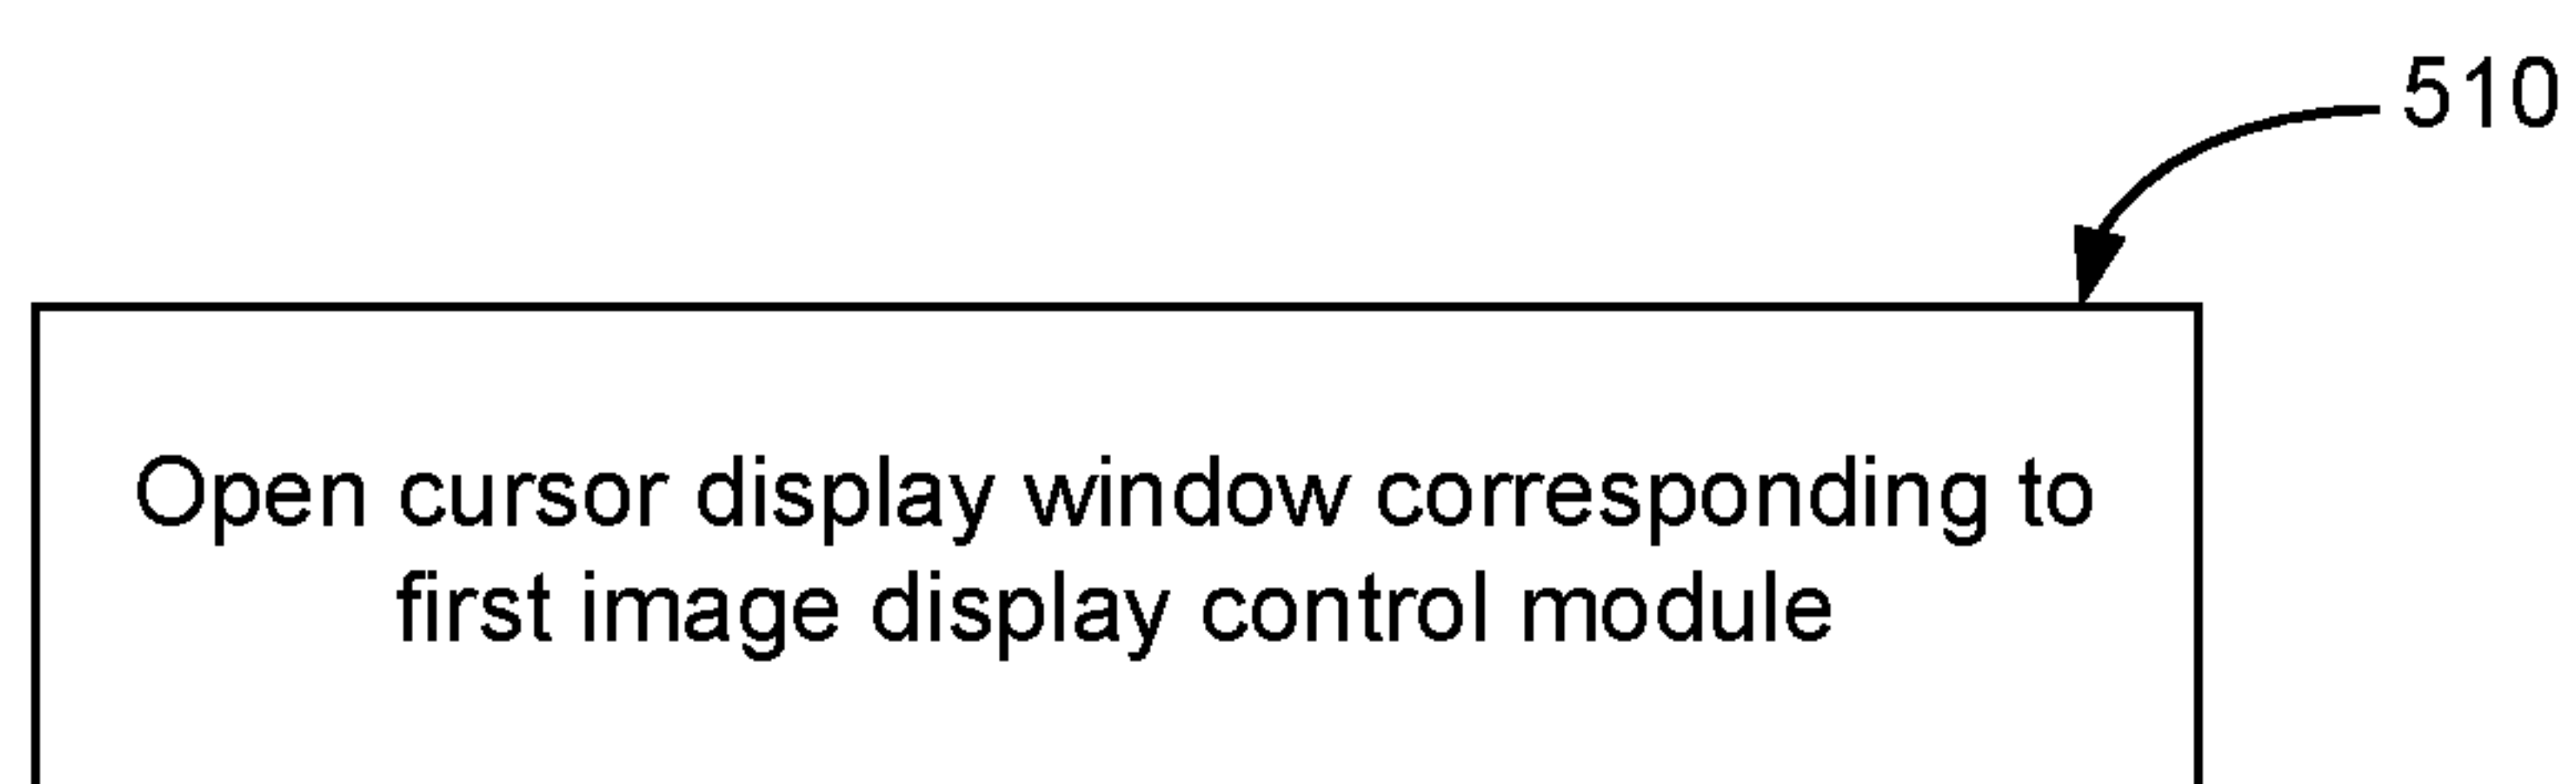 510
Open cursor display window corresponding to
first image display control module